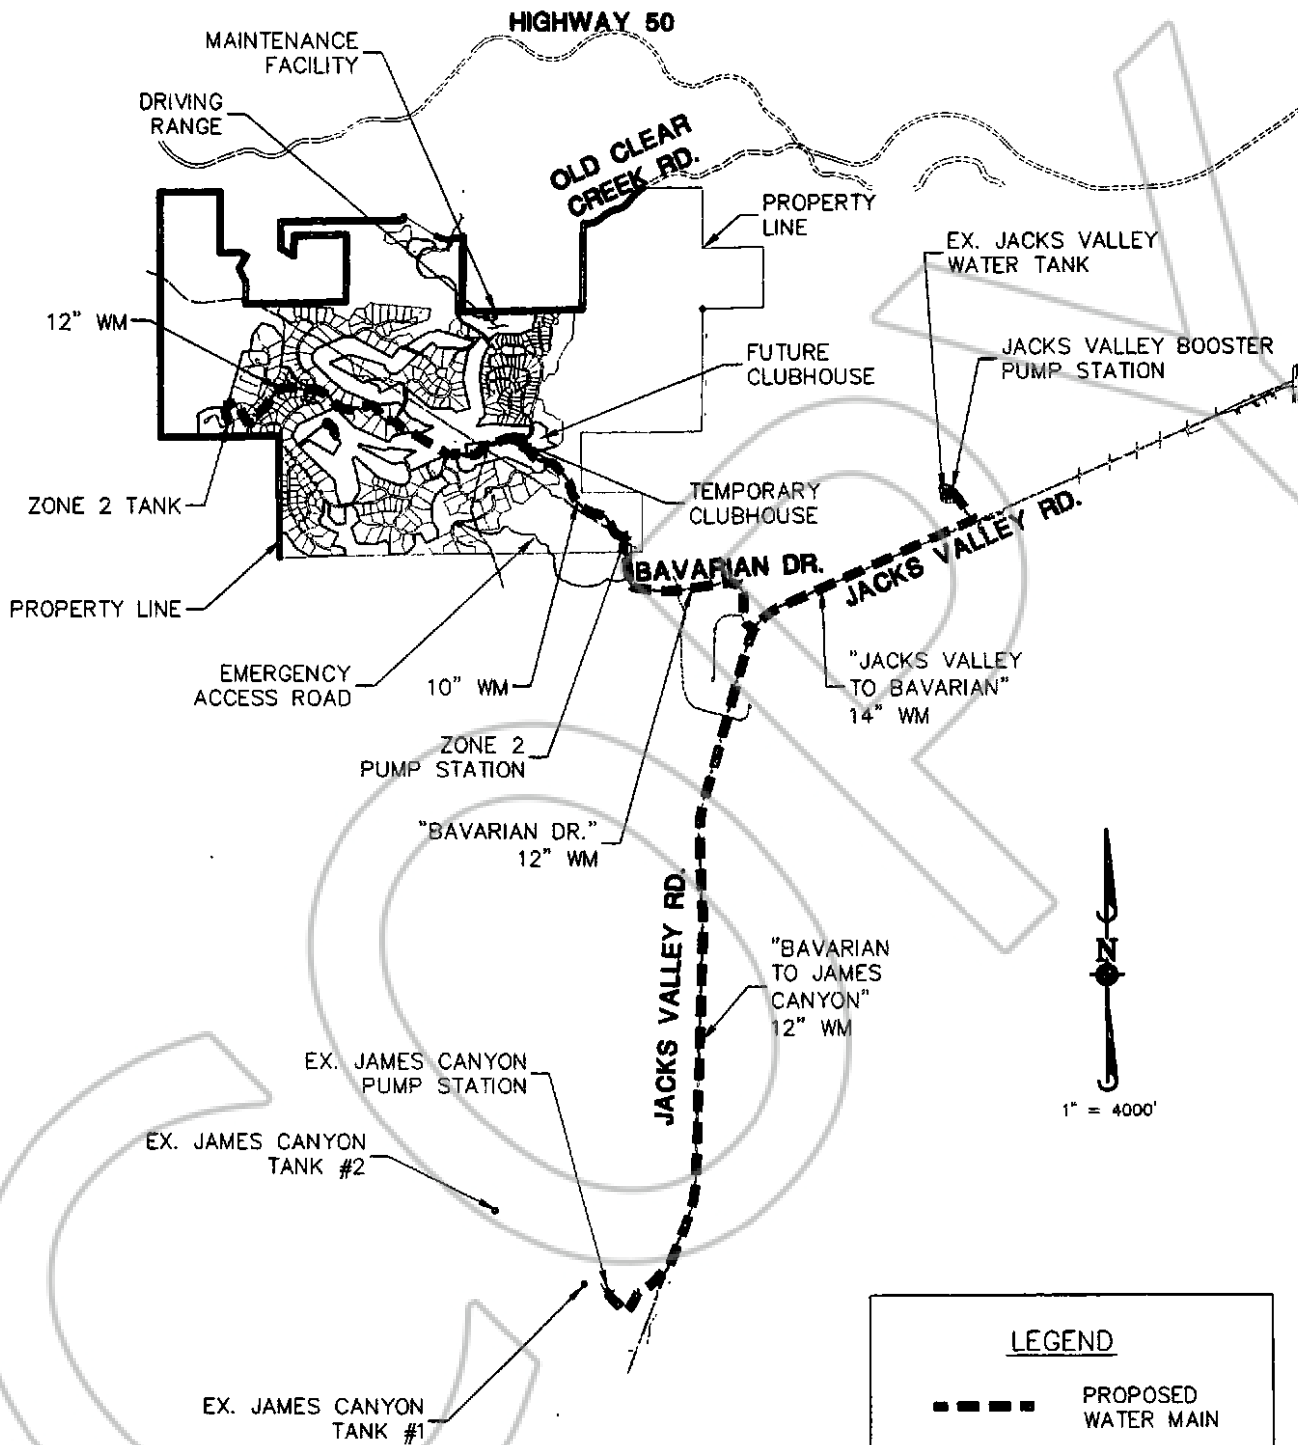 HIGHWAY 50
MAINTENANCE
FACILITY
DRIVING
RANGE
OLD CLEAR
CREEK RD.
PROPERTY
LINE
EX. JACKS VALLEY
WATER TANK
12" WM
JACKS VALLEY BOOSTER
PUMP STATION
FUTURE
CLUBHOUSE
ZONE 2 TANK
TEMPORARY
CLUBHOUSE
JACKS VALLEY RD.
BAVARIAN DR.
PROPERTY LINE
EMERGENCY
ACCESS ROAD
10" WM
"JACKS VALLEY
TO BAVARIAN"
14" WM
ZONE 2
PUMP STATION
"BAVARIAN DR."
12" WM
JACKS VALLEY RD.
"BAVARIAN
TO JAMES
CANYON"
12" WM
N
1" = 4000'
EX. JAMES CANYON
PUMP STATION
EX. JAMES CANYON
TANK #2
EX. JAMES CANYON
TANK #1
LEGEND
PROPOSED
WATER MAIN
COPY